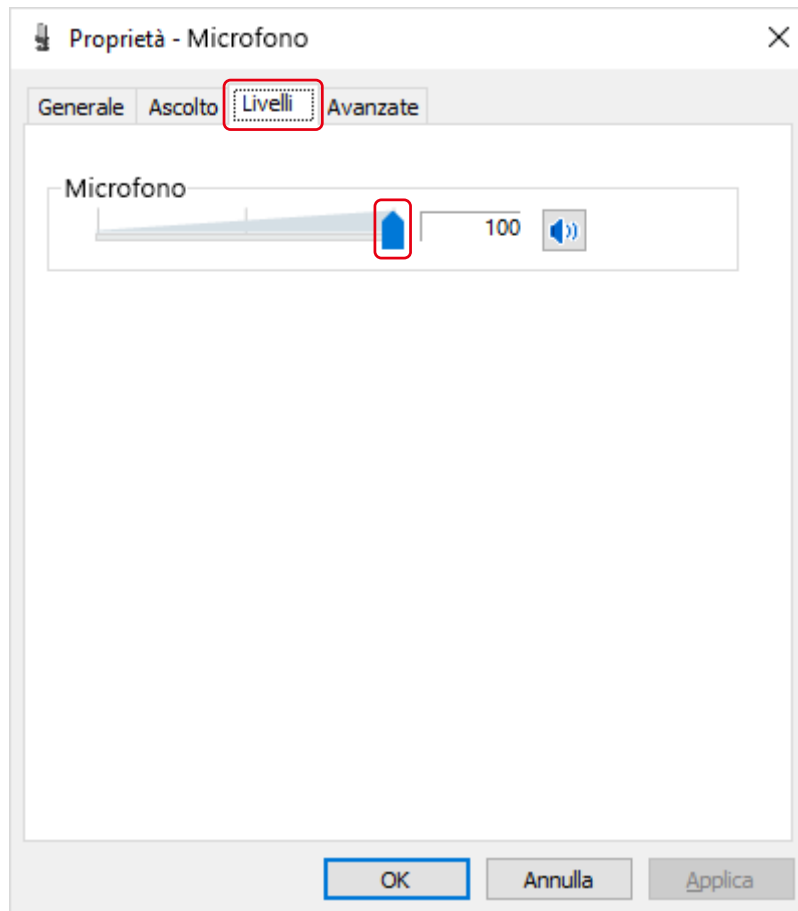 Proprietà - Microfono
Generale Ascolto Livelli Avanzate
Microfono
100
OK Annulla Applica